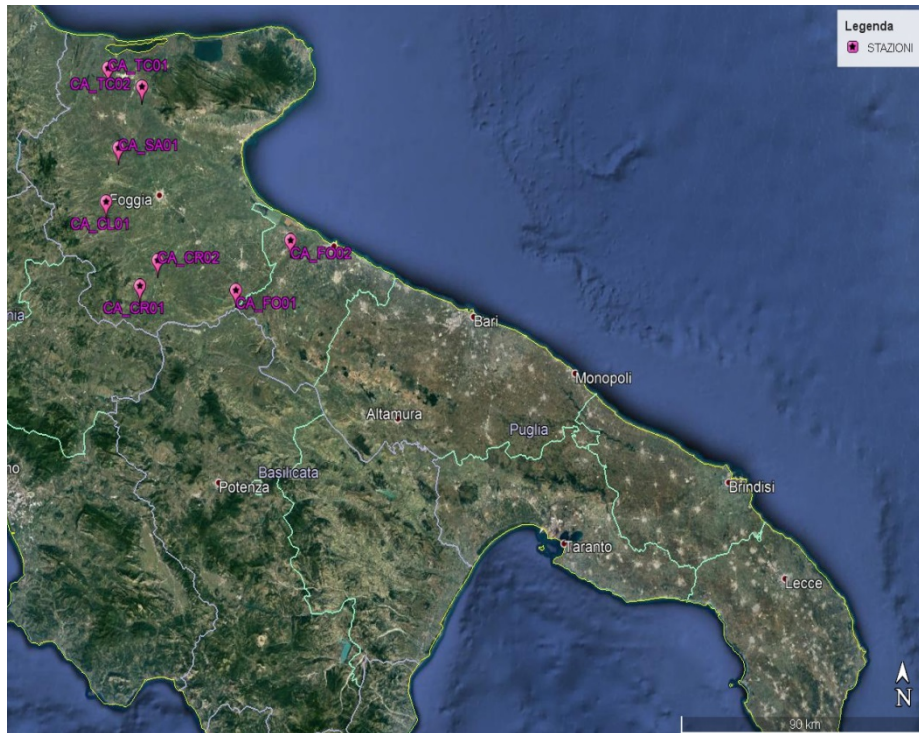 Legenda
STAZIONI
CA_TC01
CA_TC02
CA_SA01
Foggia
CA_CL01
CA_FO02
CA_CR02
CA_CR01
CA_FO01
Bari
Monopoli
Altamura
Puglia
Basilicata
Potenza
Brindisi
Taranto
Lecce
N
90 km